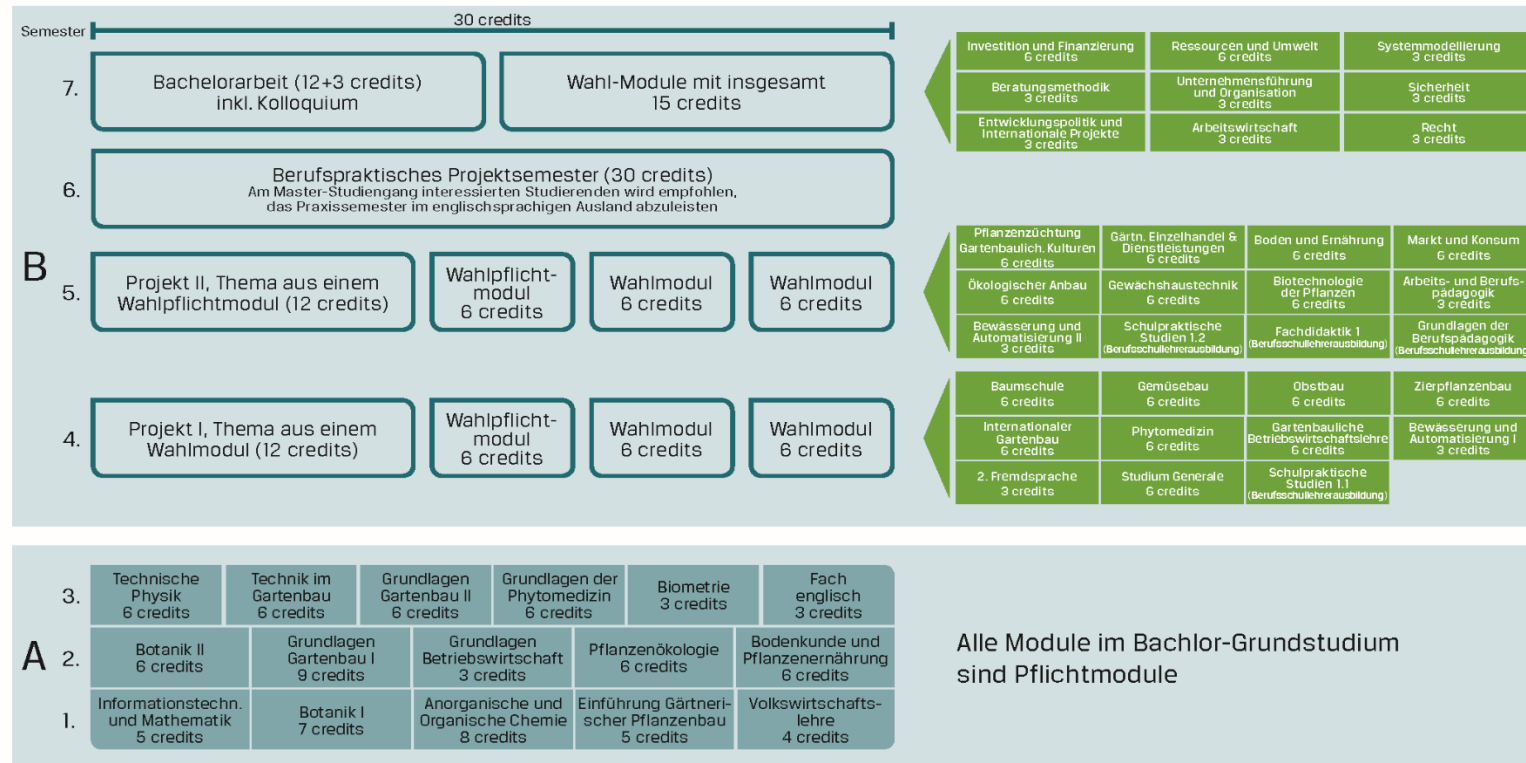 30 credits
Semester
7.
Bachelorarbeit (12+3 credits)
inkl. Kolloquium
Wahl-Module mit insgesamt
15 credits
Investition und Finanzierung
6 credits
Ressourcen und Umwelt
6 credits
Systemmodellierung
3 credits
Beratungsmethodik
3 credits
Unternehmensführung
und Organisation
3 credits
Sicherheit
3 credits
Entwicklungspolitik und
Internationale Projekte
3 credits
Arbeitswirtschaft
3 credits
Recht
3 credits
6.
Berufspraktisches Projektsemester (30 credits)
Am Master-Studiengang interessierten Studierenden wird empfohlen,
das Praxissemester im englischsprachigen Ausland abzuleisten
B
5.
Projekt II, Thema aus einem
Wahlpflichtmodul (12 credits)
Wahlpflicht-
modul
6 credits
Wahlmodul
6 credits
Wahlmodul
6 credits
Pflanzenzüchtung
Gartenbaulich. Kulturen
6 credits
Gärtn. Einzelhandel &
Dienstleistungen
6 credits
Boden und Ernährung
6 credits
Markt und Konsum
6 credits
Ökologischer Anbau
6 credits
Gewächshaustechnik
6 credits
Biotechnologie
der Pflanzen
6 credits
Arbeits- und Berufs-
pädagogik
3 credits
Bewässerung und
Automatisierung II
3 credits
Schulpraktische
Studien 1.2
(Berufsschullehrerausbildung)
Fachdidaktik 1
(Berufsschullehrerausbildung)
Grundlagen der
Berufspädagogik
(Berufsschullehrerausbildung)
4.
Projekt I, Thema aus einem
Wahlmodul (12 credits)
Wahlpflicht-
modul
6 credits
Wahlmodul
6 credits
Wahlmodul
6 credits
Baumschule
6 credits
Gemüsebau
6 credits
Obstbau
6 credits
Zierpflanzenbau
6 credits
Internationaler
Gartenbau
6 credits
Phytomedizin
6 credits
Gartenbauliche
Betriebswirtschaftslehre
6 credits
Bewässerung und
Automatisierung I
3 credits
2. Fremdsprache
3 credits
Studium Generale
6 credits
Schulpraktische
Studien 1.1
(Berufsschullehrerausbildung)
A
3.
Technische
Physik
6 credits
Technik im
Gartenbau
6 credits
Grundlagen
Gartenbau II
6 credits
Grundlagen der
Phytomedizin
6 credits
Biometrie
3 credits
Fach
englisch
3 credits
2.
Botanik II
6 credits
Grundlagen
Gartenbau I
9 credits
Grundlagen
Betriebswirtschaft
3 credits
Pflanzenökologie
6 credits
Bodenkunde und
Pflanzenernährung
6 credits
1.
Informationstechn.
und Mathematik
5 credits
Botanik I
7 credits
Anorganische und
Organische Chemie
8 credits
Einführung Gärtneri-
scher Pflanzenbau
5 credits
Volkswirtschafts-
lehre
4 credits
Alle Module im Bachlor-Grundstudium
sind Pflichtmodule